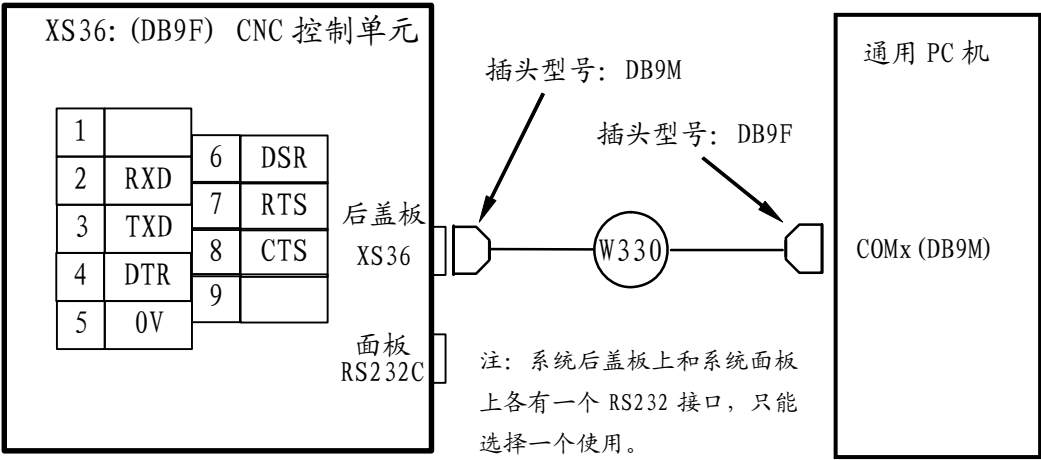 XS36: (DB9F) CNC 控制单元
1
2 RXD
3 TXD
4 DTR
5 0V
6 DSR
7 RTS
8 CTS
9
后盖板
XS36
面板
RS232C
插头型号: DB9M
插头型号: DB9F
W330
通用 PC 机
COMx (DB9M)
注: 系统后盖板上和系统面板
上各有一个 RS232 接口, 只能
选择一个使用。